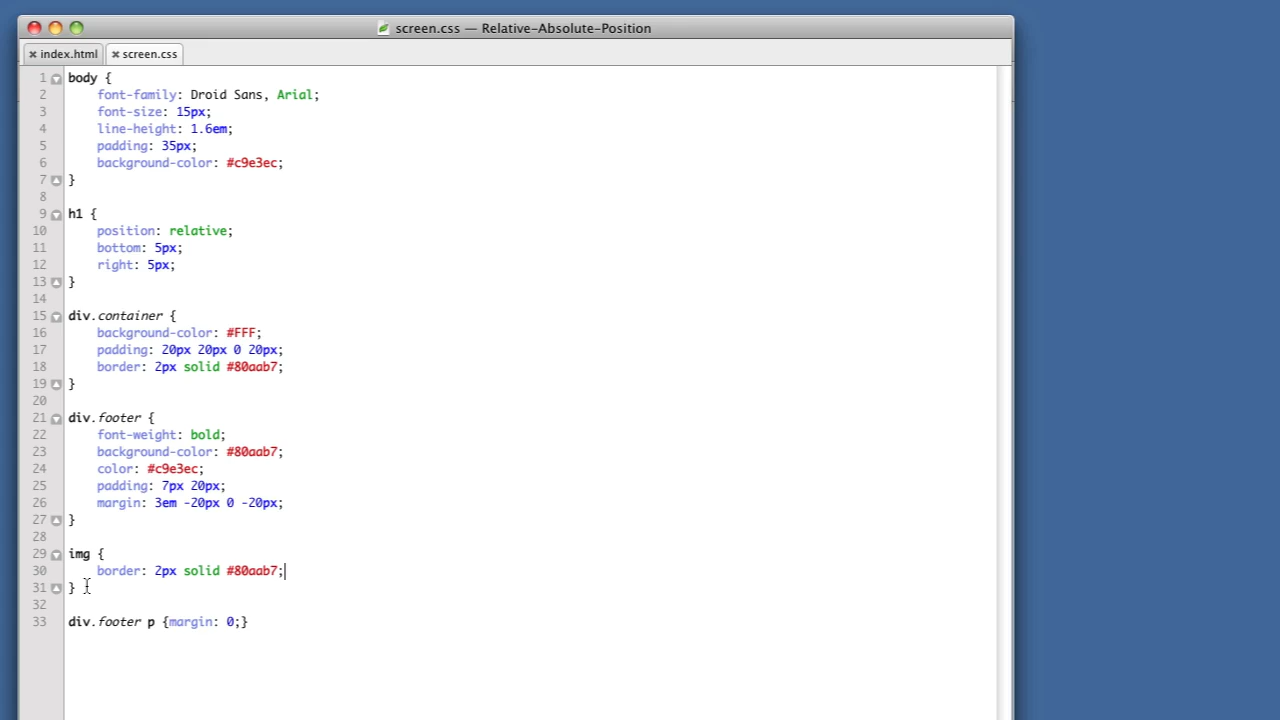 screen.css — Relative-Absolute-Position
index.html screen.css
1 body {
2 font-family: Droid Sans, Arial;
3 font-size: 15px;
4 line-height: 1.6em;
5 padding: 35px;
6 background-color: #c9e3ec;
7 }
8
9 h1 {
10 position: relative;
11 bottom: 5px;
12 right: 5px;
13 }
14
15 div.container {
16 background-color: #FFF;
17 padding: 20px 20px 0 20px;
18 border: 2px solid #80aab7;
19 }
20
21 div.footer {
22 font-weight: bold;
23 background-color: #80aab7;
24 color: #c9e3ec;
25 padding: 7px 20px;
26 margin: 3em -20px 0 -20px;
27 }
28
29 img {
30 border: 2px solid #80aab7;
31 }
32
33 div.footer p {margin: 0;}